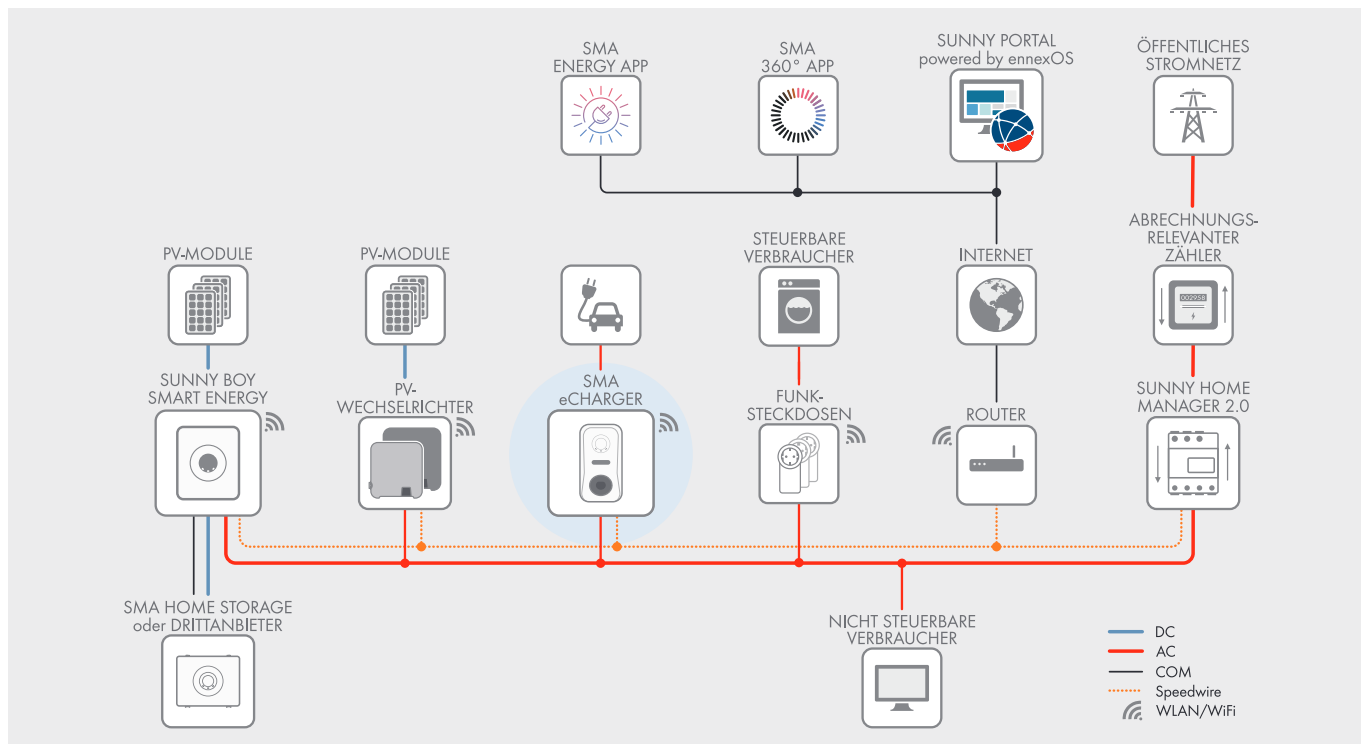 SMA
ENERGY APP
SMA
360° APP
SUNNY PORTAL
powered by ennexOS
ÖFFENTLICHES
STROMNETZ
PV-MODULE
PV-MODULE
STEUERBARE
VERBRAUCHER
INTERNET
ABRECHNUNGS-
RELEVANTER
ZÄHLER
SUNNY BOY
SMART ENERGY
PV-
WECHSELRICHTER
SMA
eCHARGER
FUNK-
STECKDOSEN
ROUTER
SUNNY HOME
MANAGER 2.0
SMA HOME STORAGE
oder DRITTANBIETER
NICHT STEUERBARE
VERBRAUCHER
DC
AC
COM
Speedwire
WLAN/WiFi